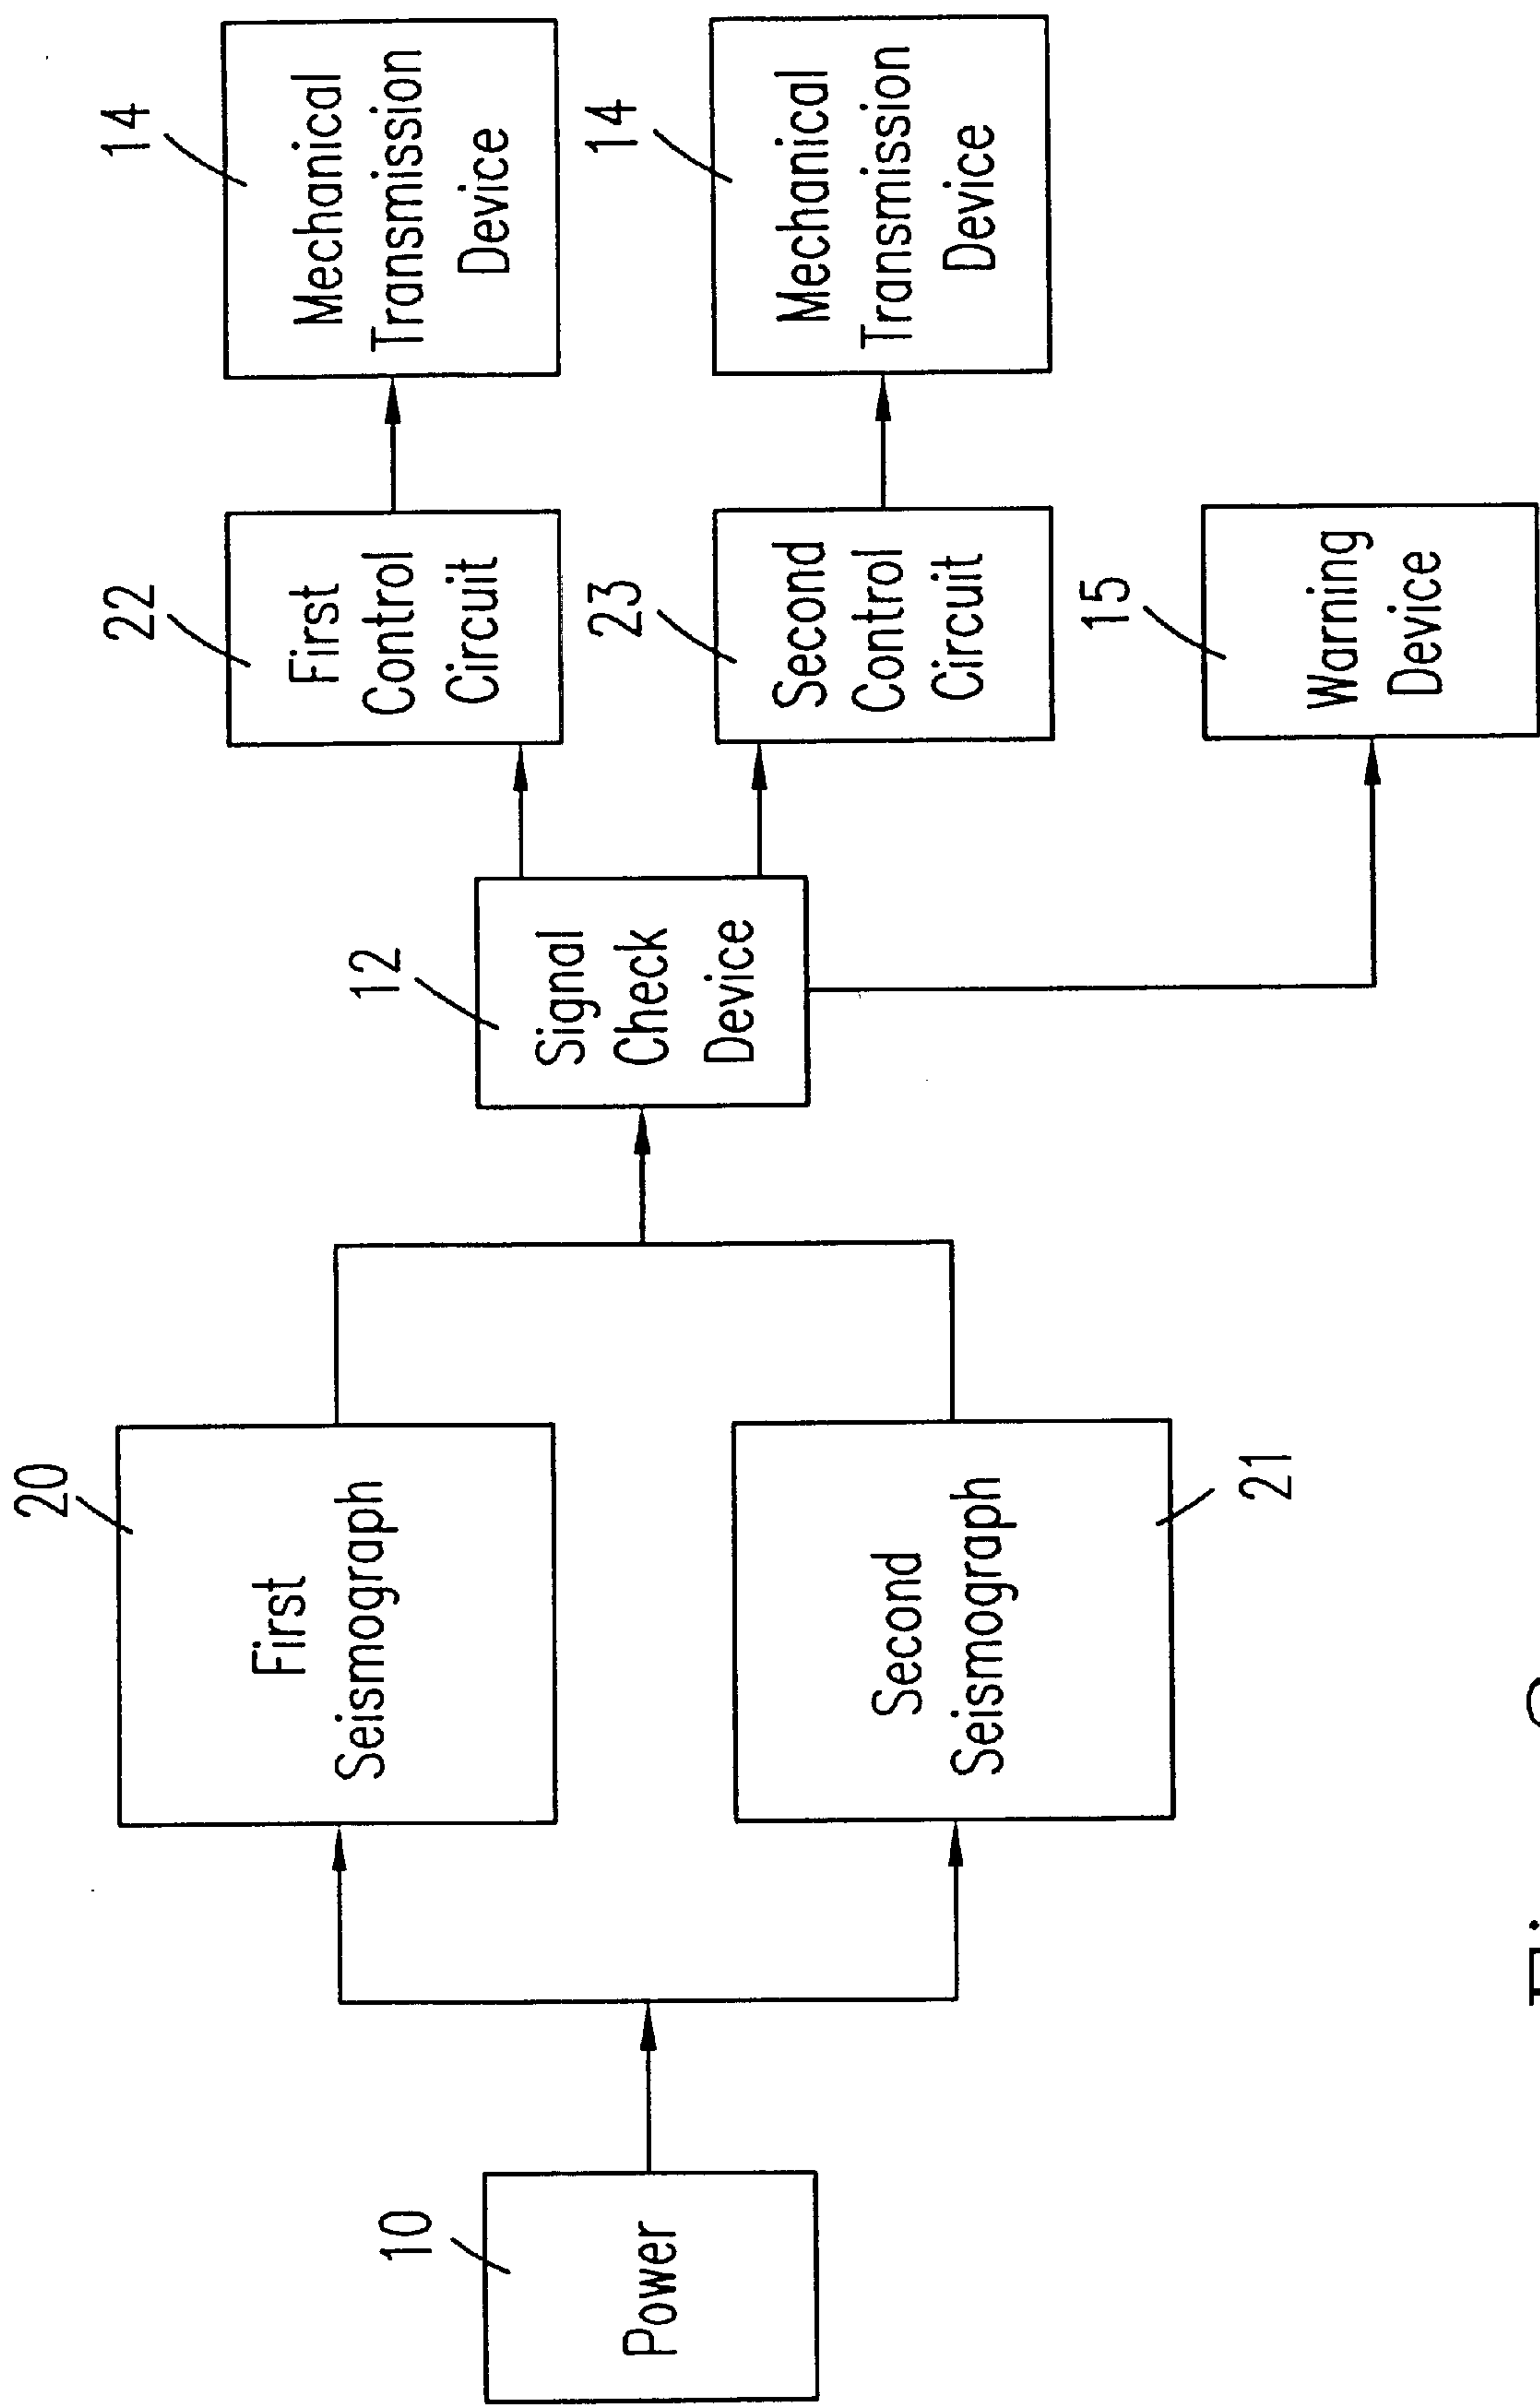 10
Power
20
First
Seismograph
21
Second
Seismograph
12
Signal
Check
Device
22
First
Control
Circuit
14
Mechanical
Transmission
Device
23
Second
Control
Circuit
14
Mechanical
Transmission
Device
15
Warning
Device